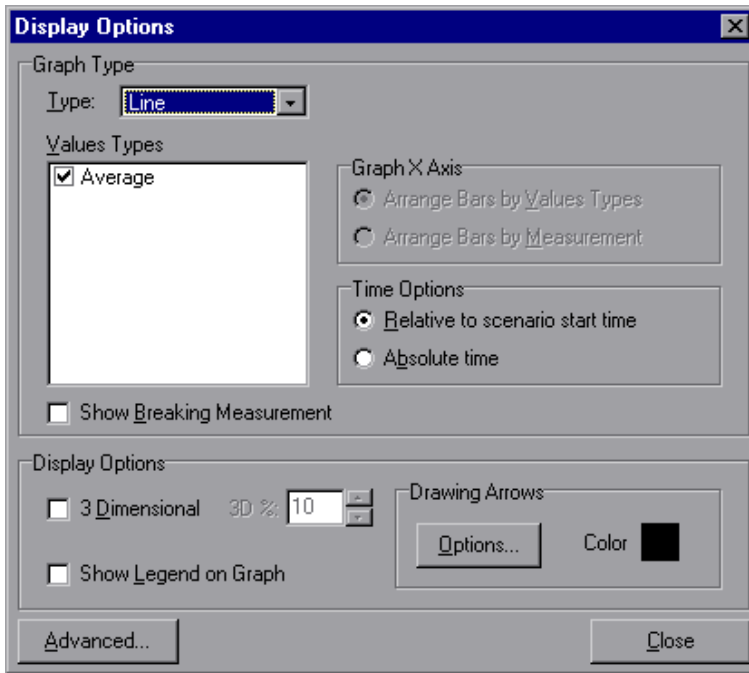 Display Options
Graph Type
Type: Line
Values Types
Average
Graph X Axis
Arrange Bars by Values Types
Arrange Bars by Measurement
Time Options
Relative to scenario start time
Absolute time
Show Breaking Measurement
Display Options
3 Dimensional 3D %: 10
Show Legend on Graph
Drawing Arrows
Options... Color
Advanced... Close